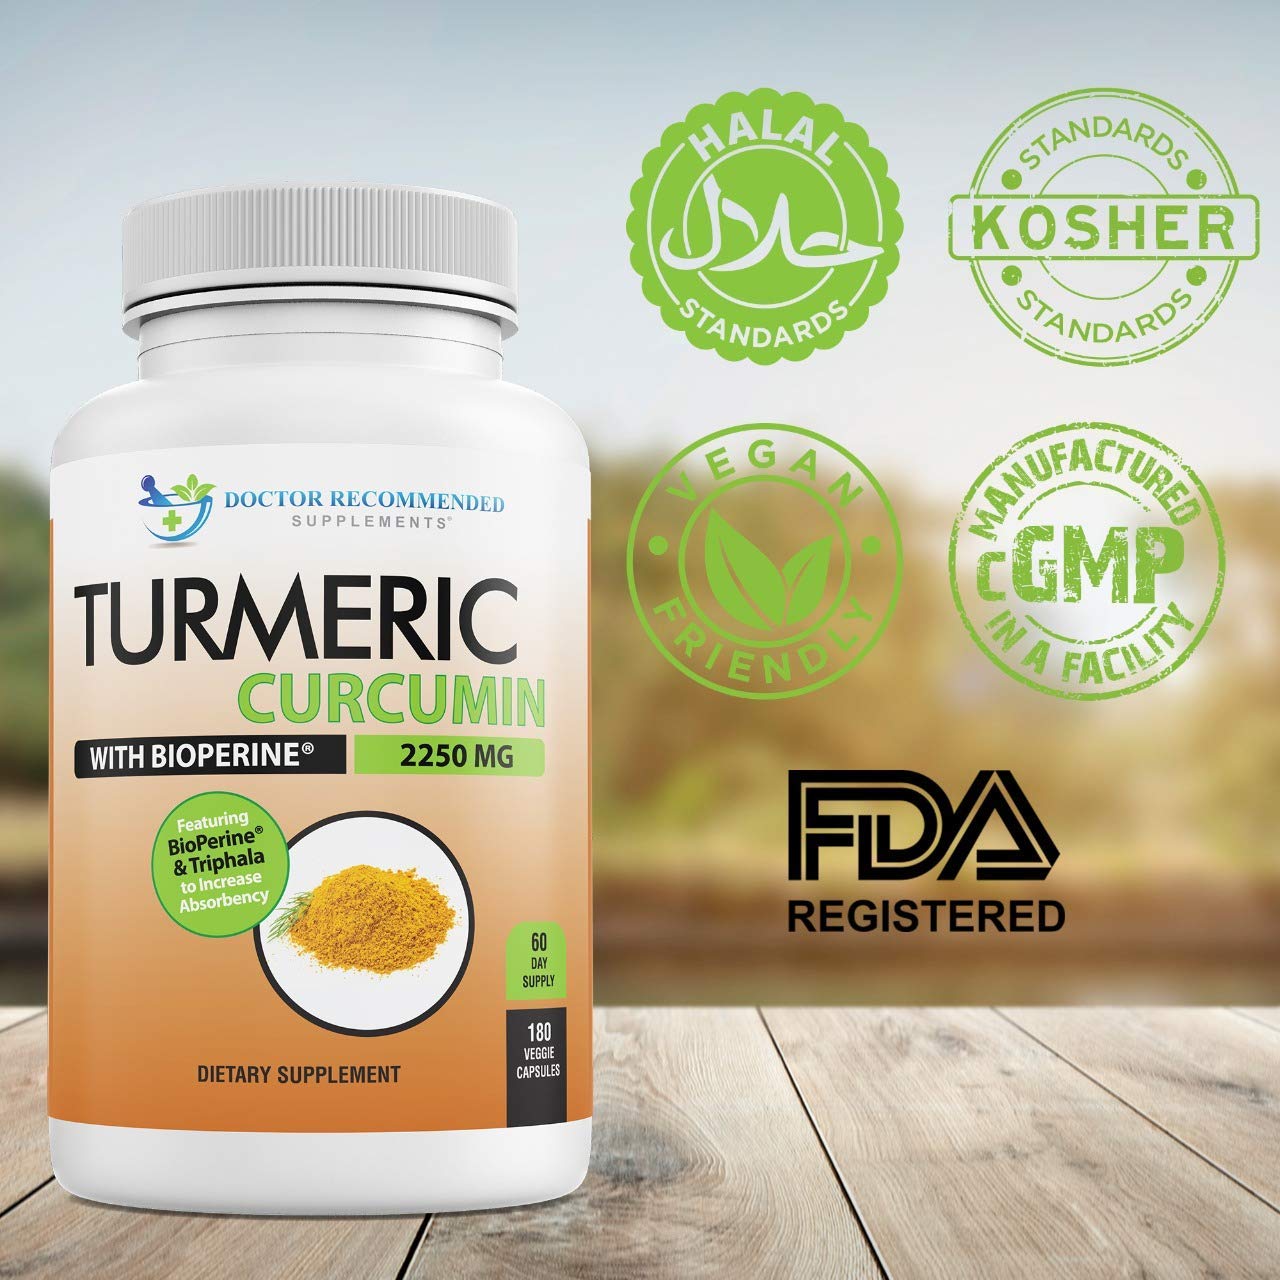 HALAL
حلال
STANDARDS
STANDARDS
KOSHER
STANDARDS
DOCTOR RECOMMENDED
SUPPLEMENTS®
TURMERIC
CURCUMIN
WITH BIOPERINE®
2250 MG
Featuring
BioPerine®
& Triphala
to Increase
Absorbency
60
DAY
SUPPLY
180
VEGGIE
CAPSULES
DIETARY SUPPLEMENT
VEGAN
FRIENDLY
MANUFACTURED
cGMP
IN A FACILITY
FDA
REGISTERED